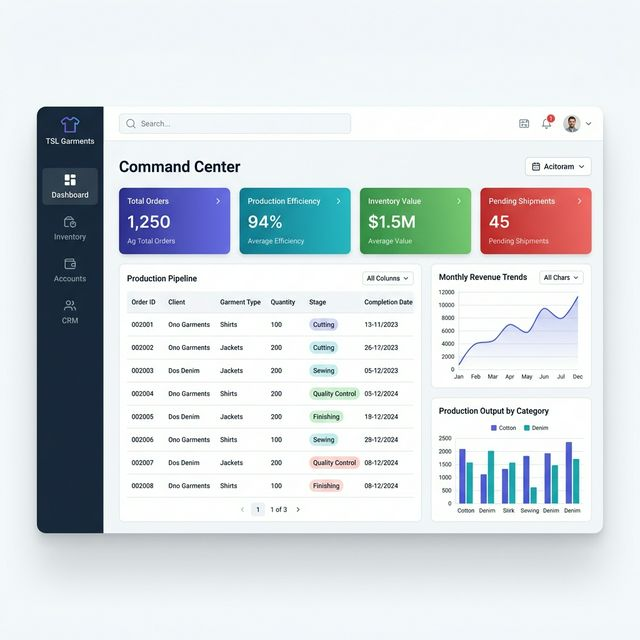 TSL Garments
Dashboard
Inventory
Accounts
CRM
Search...
1
Command Center
Acitoram
Total Orders
1,250
Ag Total Orders
Production Efficiency
94%
Average Efficiency
Inventory Value
$1.5M
Average Value
Pending Shipments
45
Pending Shipments
Production Pipeline
All Columns
Order ID Client Garment Type Quantity Stage Completion Date
002001 Ono Garments Shirts 100 Cutting 13-11/2023
002002 Ono Garments Jackets 200 Cutting 26-12/2023
002003 Dos Denim Jackets 200 Sewing 05-12/2023
002004 Ono Garments Shirts 200 Quality Control 03-12/2024
002005 Dos Denim Jackets 200 Finishing 19-12/2024
002006 Ono Garments Shirts 100 Sewing 29-12/2024
002007 Dos Denim Jackets 200 Quality Control 08-12/2024
002008 Ono Garments Shirts 100 Finishing 08-12/2024
1 1 of 3
Monthly Revenue Trends
All Chars
12000
10000
8000
6000
4000
2000
0
Jan Feb Mar Apr May Jun Jul Dec
Production Output by Category
Cotton Denim
2500
2000
1500
1000
500
0
Cotton Denim Slirk Sewing Denim Denim